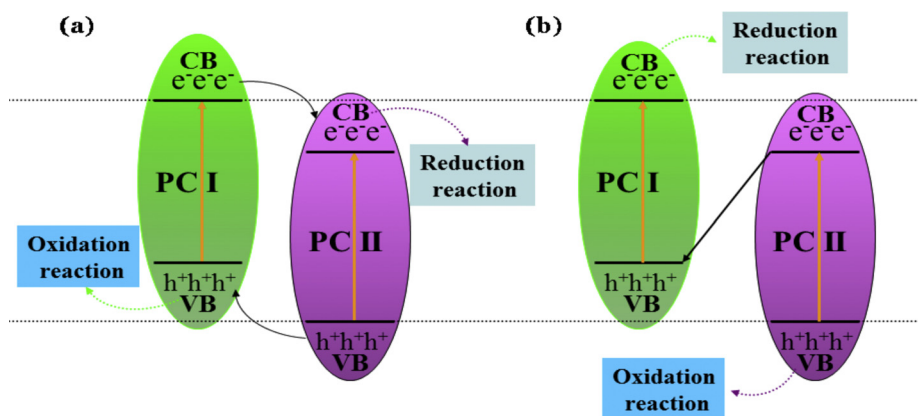 (a)
CB
e⁻e⁻e⁻
PC I
h⁺h⁺h⁺
VB
Oxidation
reaction
CB
e⁻e⁻e⁻
PC II
h⁺h⁺h⁺
VB
Reduction
reaction
(b)
CB
e⁻e⁻e⁻
PC I
h⁺h⁺h⁺
VB
Reduction
reaction
CB
e⁻e⁻e⁻
PC II
h⁺h⁺h⁺
VB
Oxidation
reaction